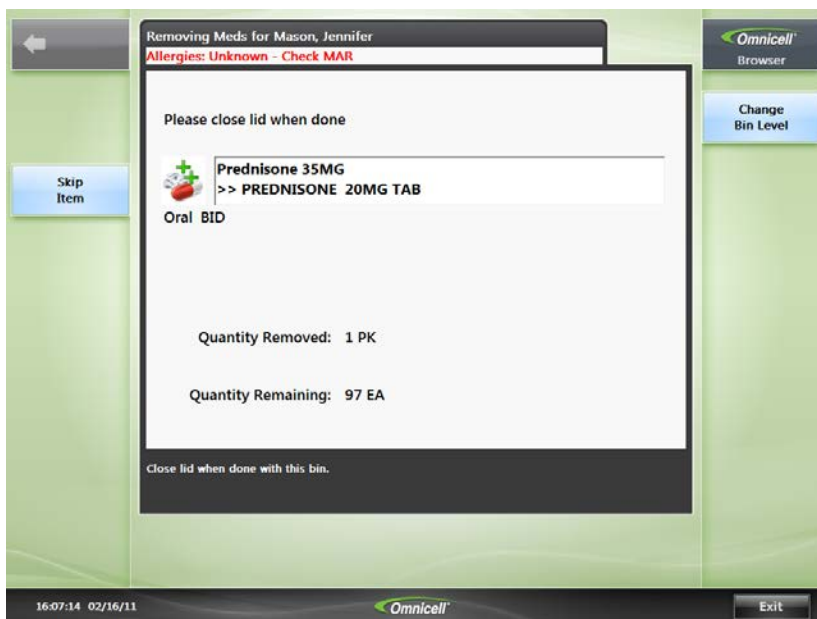 Removing Meds for Mason, Jennifer
Allergies: Unknown - Check MAR
Omnicell
Browser
Please close lid when done
Change
Bin Level
Prednisone 35MG
>> PREDNISONE 20MG TAB
Skip
Item
Oral BID
Quantity Removed: 1 PK
Quantity Remaining: 97 EA
Close lid when done with this bin.
16:07:14 02/16/11
Omnicell
Exit